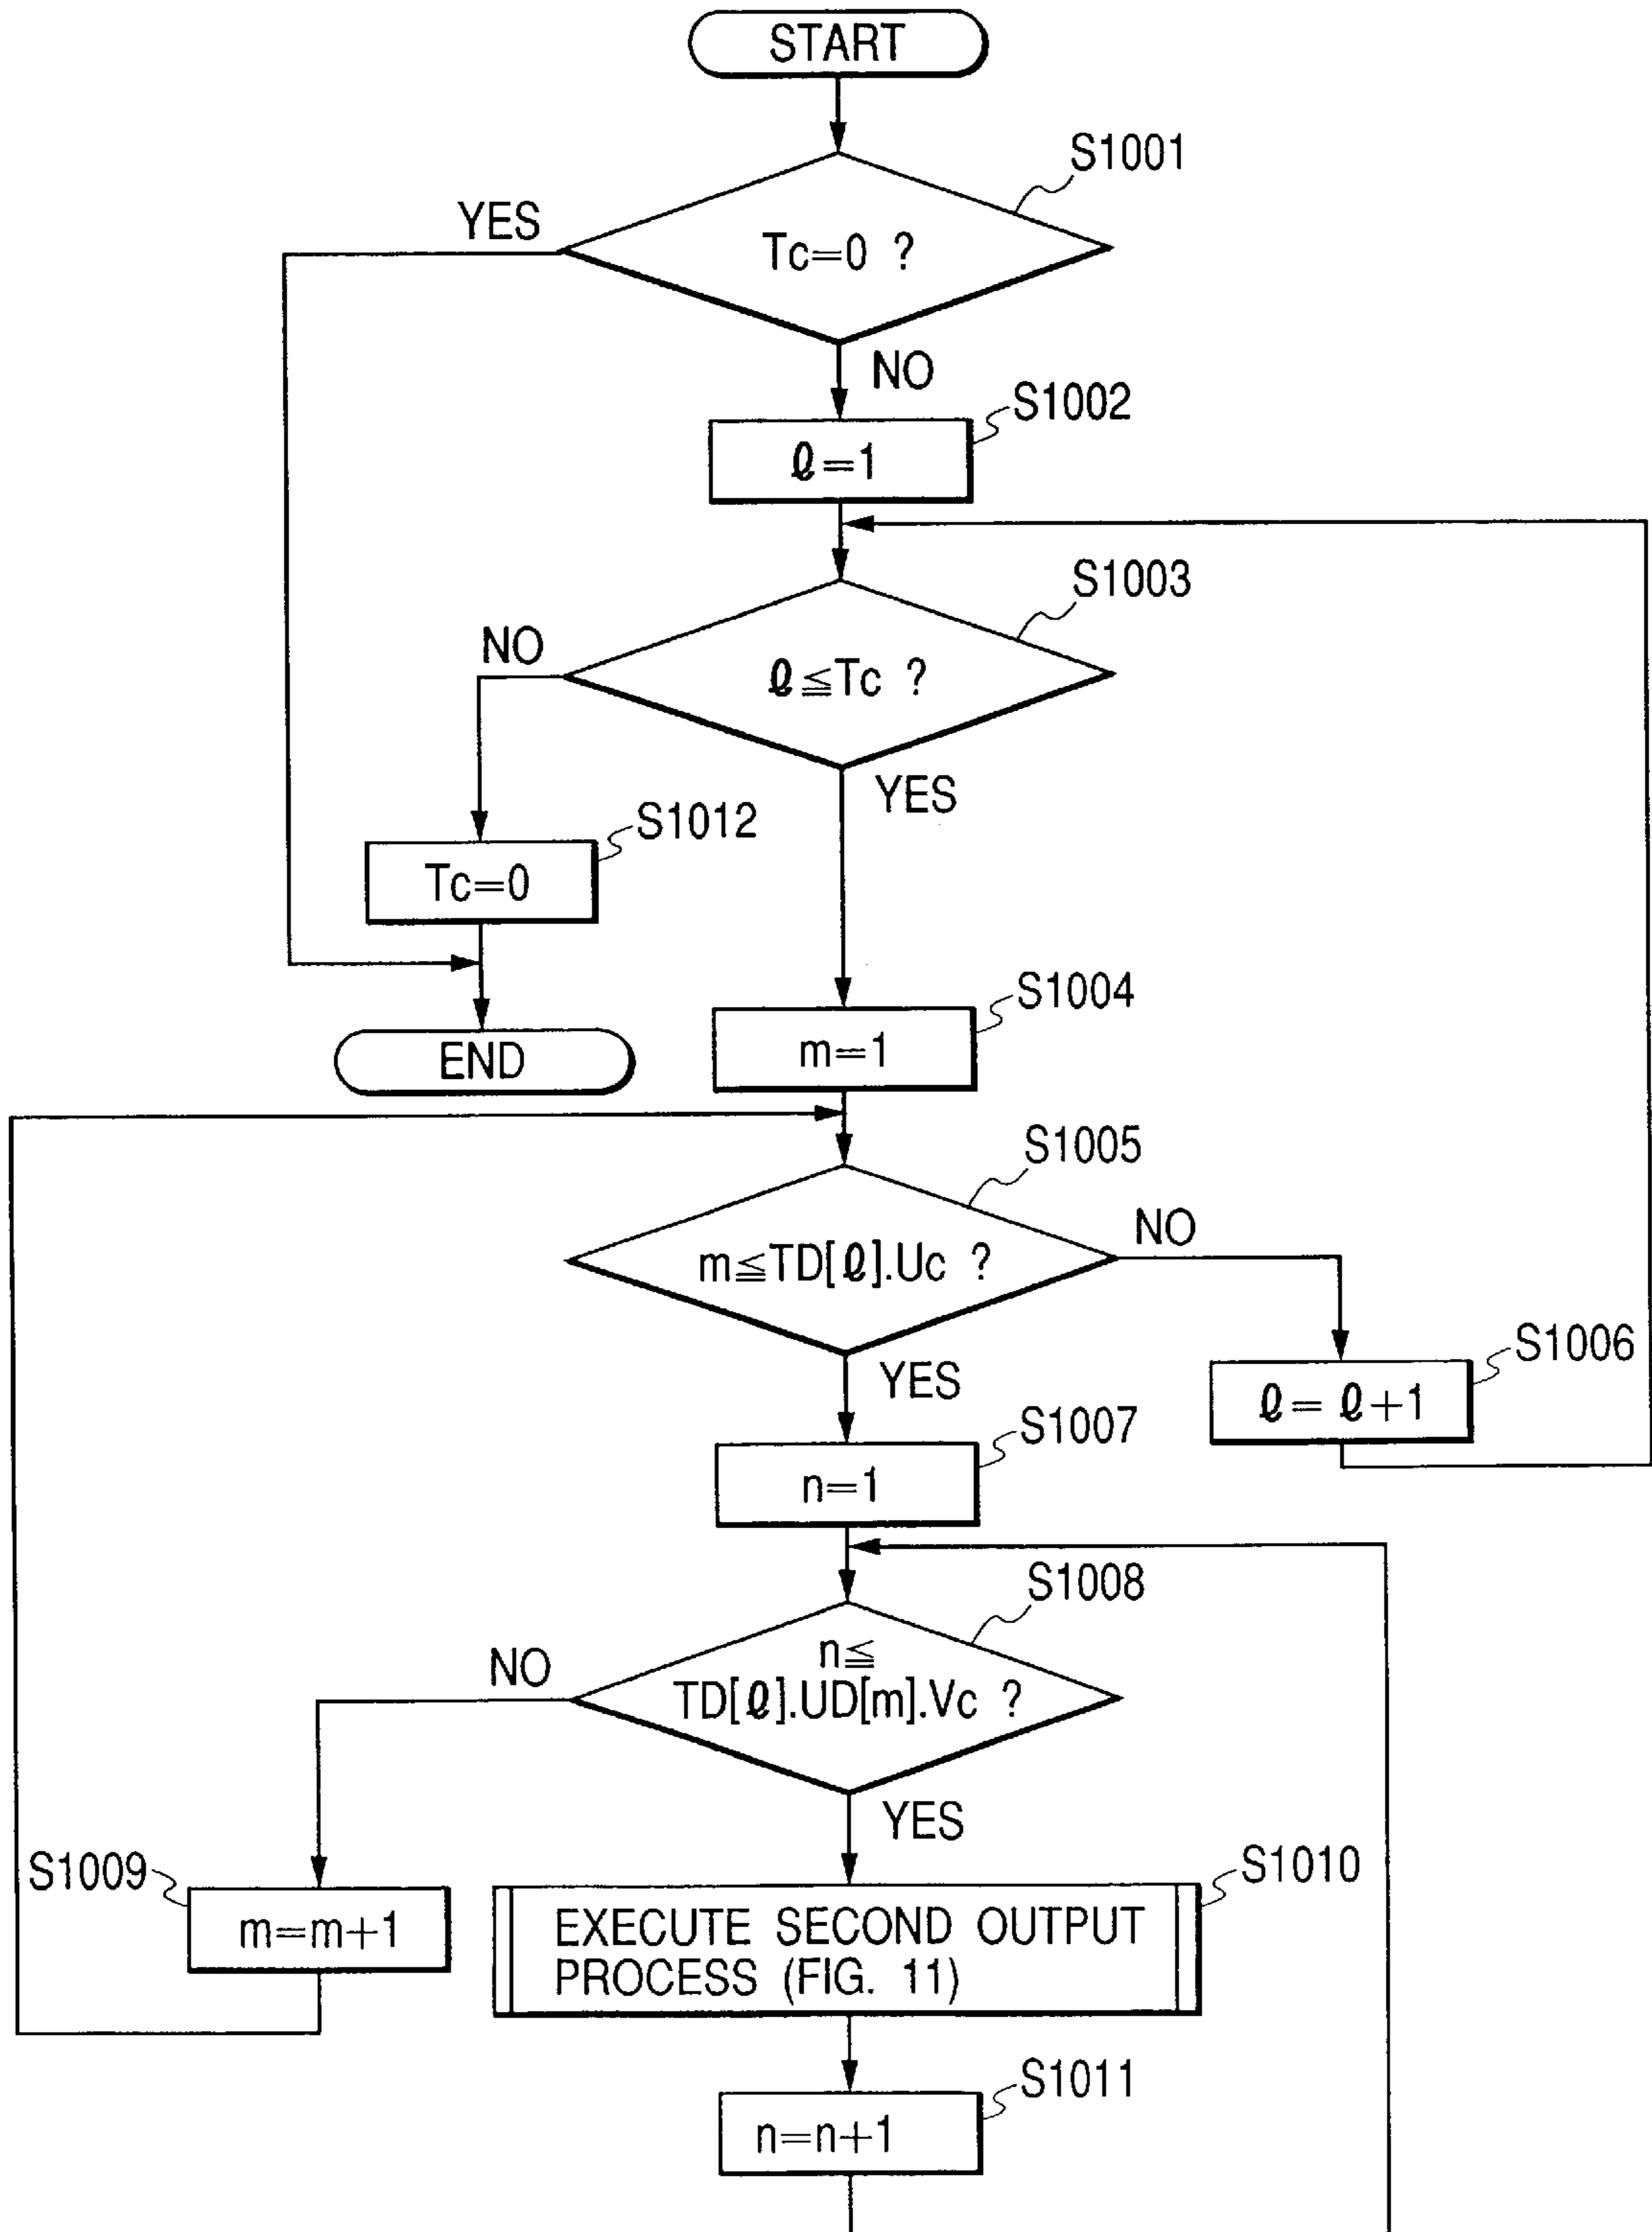 START
S1001
YES
Tc=0 ?
NO
S1002
ℓ=1
S1003
NO
ℓ≦Tc ?
YES
S1012
Tc=0
S1004
END
m=1
S1005
NO
m≦TD[ℓ].Uc ?
S1006
YES
ℓ= ℓ+1
S1007
n=1
S1008
n≦
NO
TD[ℓ].UD[m].Vc ?
YES
S1009
S1010
m=m+1
EXECUTE SECOND OUTPUT
PROCESS (FIG. 11)
S1011
n=n+1